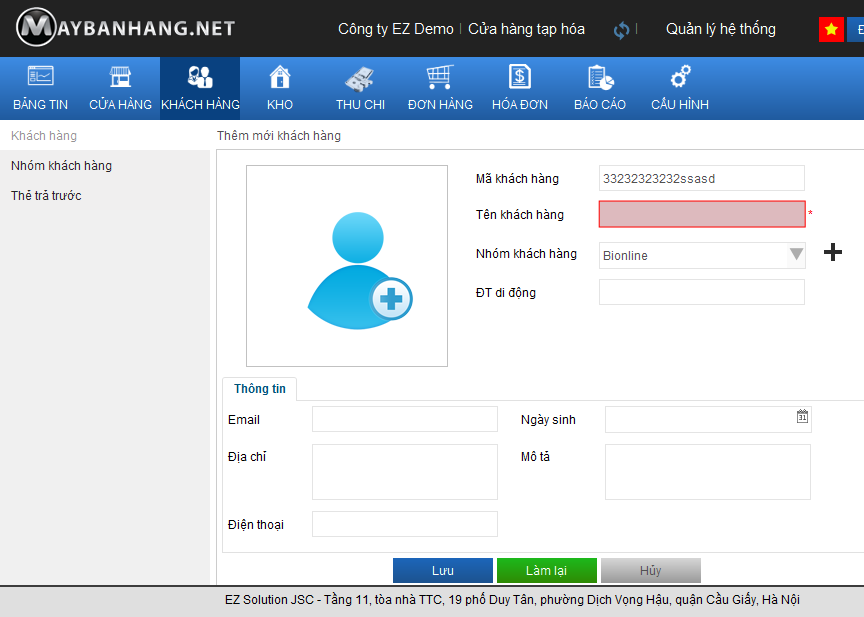 MAYBANHANG.NET
Công ty EZ Demo | Cửa hàng tạp hóa | Quản lý hệ thống
BẢNG TIN CỬA HÀNG KHÁCH HÀNG KHO THU CHI ĐƠN HÀNG HÓA ĐƠN BÁO CÁO CẤU HÌNH
Khách hàng
Nhóm khách hàng
Thẻ trả trước
Thêm mới khách hàng
Mã khách hàng 33232323232ssasd
Tên khách hàng *
Nhóm khách hàng Bionline
ĐT di động
Thông tin
Email Ngày sinh 31
Địa chỉ Mô tả
Điện thoại
Lưu Làm lại Hủy
EZ Solution JSC - Tầng 11, tòa nhà TTC, 19 phố Duy Tân, phường Dịch Vọng Hậu, quận Cầu Giấy, Hà Nội